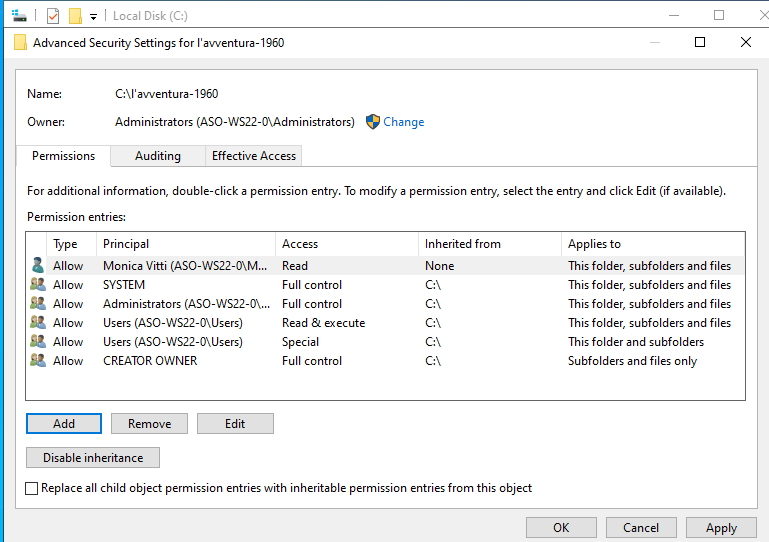 Local Disk (C:)
Advanced Security Settings for l'avventura-1960
Name: C:\l'avventura-1960
Owner: Administrators (ASO-WS22-0\Administrators) Change
Permissions Auditing Effective Access
For additional information, double-click a permission entry. To modify a permission entry, select the entry and click Edit (if available).
Permission entries:
Type Principal Access Inherited from Applies to
Allow Monica Vitti (ASO-WS22-0\M... Read None This folder, subfolders and files
Allow SYSTEM Full control C:\ This folder, subfolders and files
Allow Administrators (ASO-WS22-0\... Full control C:\ This folder, subfolders and files
Allow Users (ASO-WS22-0\Users) Read & execute C:\ This folder, subfolders and files
Allow Users (ASO-WS22-0\Users) Special C:\ This folder and subfolders
Allow CREATOR OWNER Full control C:\ Subfolders and files only
Add Remove Edit
Disable inheritance
Replace all child object permission entries with inheritable permission entries from this object
OK Cancel Apply